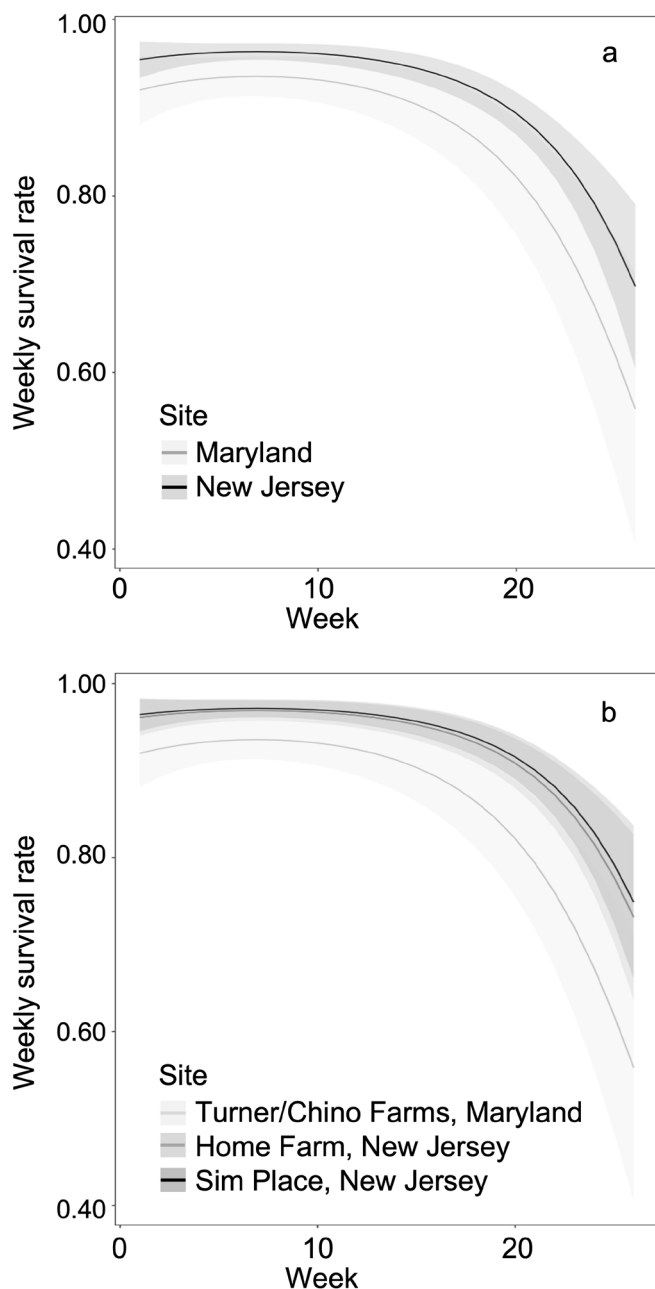 a
1.00
0.80
0.60
0.40
Weekly survival rate
Site
Maryland
New Jersey
0
10
20
Week
b
1.00
0.80
0.60
0.40
Weekly survival rate
Site
Turner/Chino Farms, Maryland
Home Farm, New Jersey
Sim Place, New Jersey
0
10
20
Week